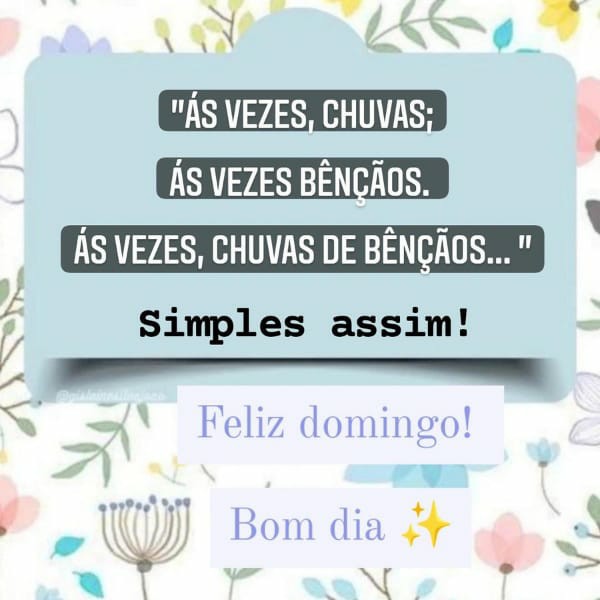 "ÁS VEZES, CHUVAS;
ÁS VEZES BÊNÇÃOS.
ÁS VEZES, CHUVAS DE BÊNÇÃOS... "
Simples assim!
Feliz domingo!
Bom dia ✨